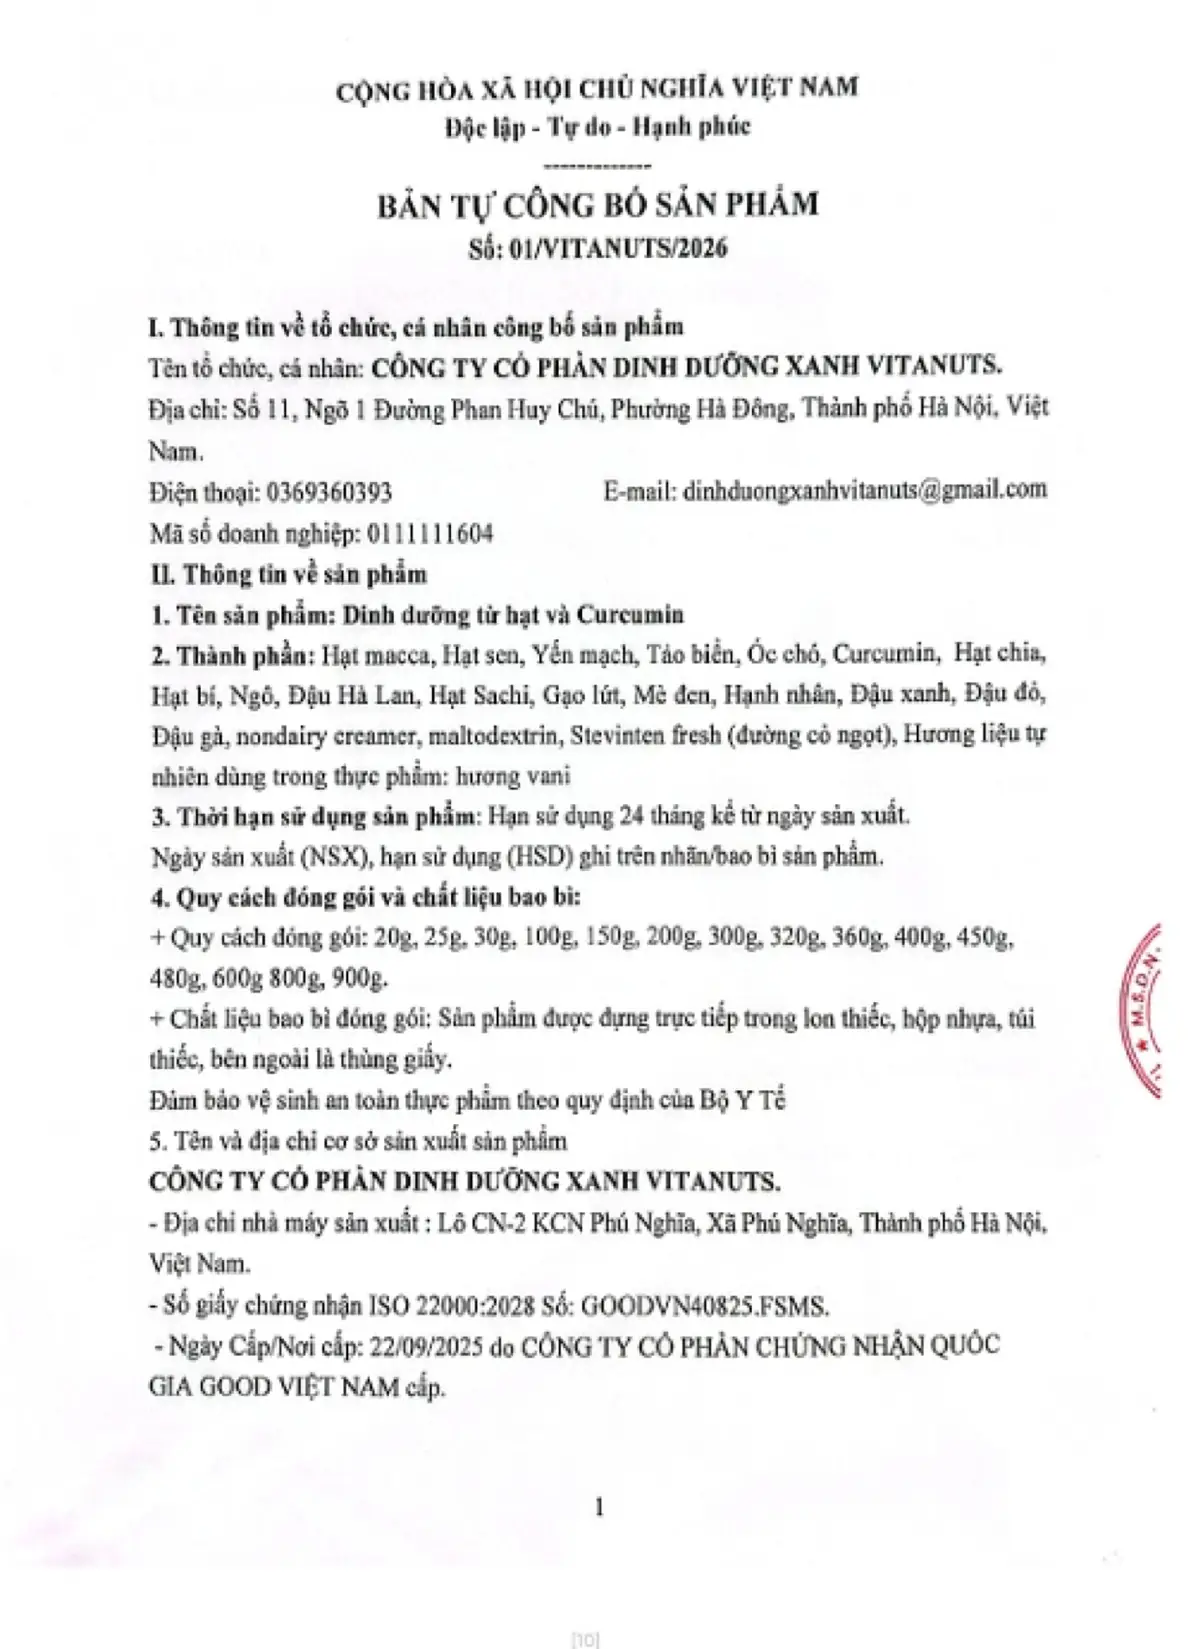 CỘNG HÒA XÃ HỘI CHỦ NGHĨA VIỆT NAM
Độc lập - Tự do - Hạnh phúc
-------------
BẢN TỰ CÔNG BỐ SẢN PHẨM
Số: 01/VITANUTS/2026
I. Thông tin về tổ chức, cá nhân công bố sản phẩm
Tên tổ chức, cá nhân: CÔNG TY CỔ PHẦN DINH DƯỠNG XANH VITANUTS.
Địa chỉ: Số 11, Ngõ 1 Đường Phan Huy Chú, Phường Hà Đông, Thành phố Hà Nội, Việt
Nam.
Điện thoại: 0369360393 E-mail: dinhduongxanhvitanuts@gmail.com
Mã số doanh nghiệp: 0111111604
II. Thông tin về sản phẩm
1. Tên sản phẩm: Dinh dưỡng từ hạt và Curcumin
2. Thành phần: Hạt macca, Hạt sen, Yến mạch, Tảo biển, Óc chó, Curcumin, Hạt chia,
Hạt bí, Ngô, Đậu Hà Lan, Hạt Sachi, Gạo lứt, Mè đen, Hạnh nhân, Đậu xanh, Đậu đỏ,
Đậu gà, nondairy creamer, maltodextrin, Stevinten fresh (đường cỏ ngọt), Hương liệu tự
nhiên dùng trong thực phẩm: hương vani
3. Thời hạn sử dụng sản phẩm: Hạn sử dụng 24 tháng kể từ ngày sản xuất.
Ngày sản xuất (NSX), hạn sử dụng (HSD) ghi trên nhãn/bao bì sản phẩm.
4. Quy cách đóng gói và chất liệu bao bì:
+ Quy cách đóng gói: 20g, 25g, 30g, 100g, 150g, 200g, 300g, 320g, 360g, 400g, 450g,
480g, 600g 800g, 900g.
+ Chất liệu bao bì đóng gói: Sản phẩm được đựng trực tiếp trong lon thiếc, hộp nhựa, túi
thiếc, bên ngoài là thùng giấy.
Đảm bảo vệ sinh an toàn thực phẩm theo quy định của Bộ Y Tế
5. Tên và địa chỉ cơ sở sản xuất sản phẩm
CÔNG TY CỔ PHẦN DINH DƯỠNG XANH VITANUTS.
- Địa chỉ nhà máy sản xuất : Lô CN-2 KCN Phú Nghĩa, Xã Phú Nghĩa, Thành phố Hà Nội,
Việt Nam.
- Số giấy chứng nhận ISO 22000:2028 Số: GOODVN40825.FSMS.
- Ngày Cấp/Nơi cấp: 22/09/2025 do CÔNG TY CỔ PHẦN CHỨNG NHẬN QUỐC
GIA GOOD VIỆT NAM cấp.
★ M.S.D.N
1
[10]